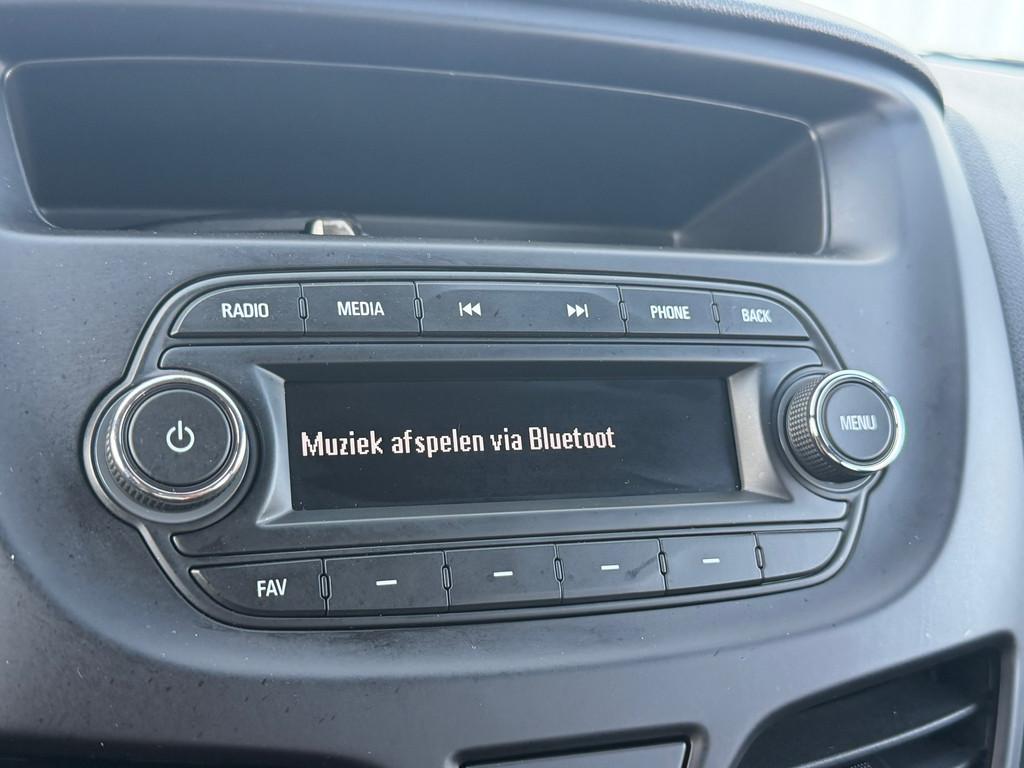 RADIO MEDIA PHONE BACK
MENU
Muziek afspelen via Bluetoot
FAV